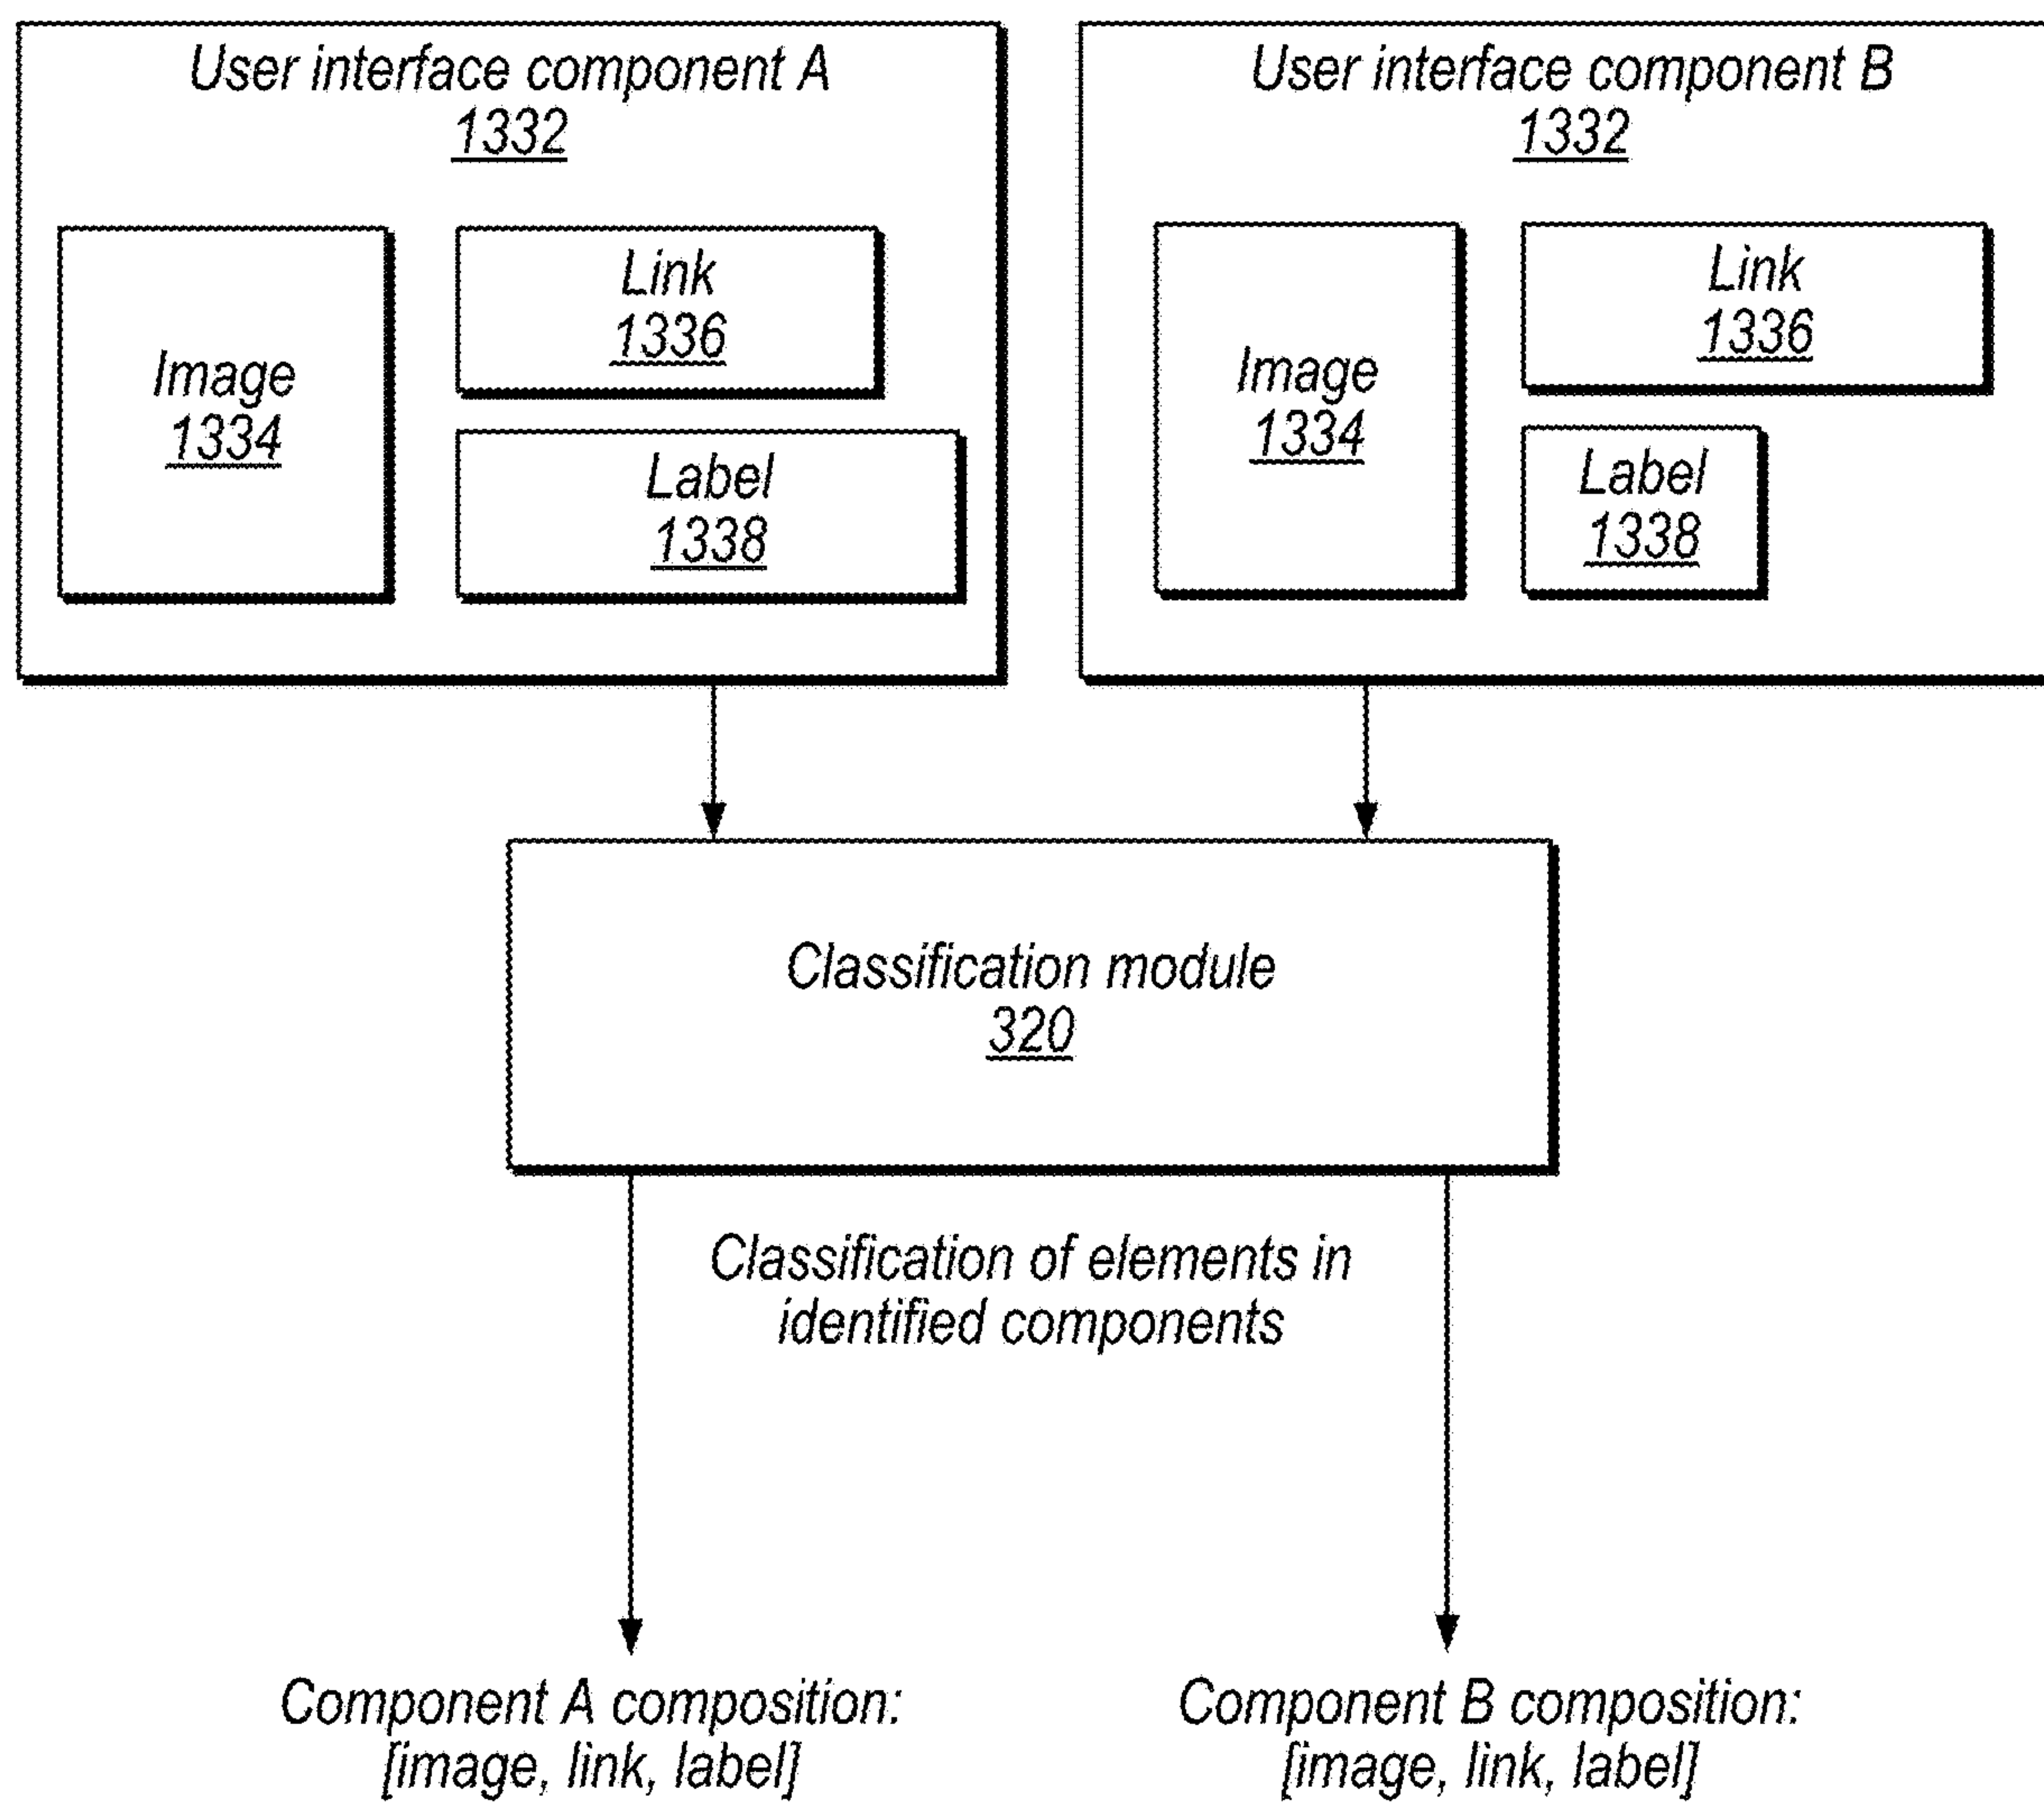 User interface component A
1332
Image
1334
Link
1336
Label
1338
User interface component B
1332
Image
1334
Link
1336
Label
1338
Classification module
320
Classification of elements in
identified components
Component A composition:
[image, link, label]
Component B composition:
[image, link, label]